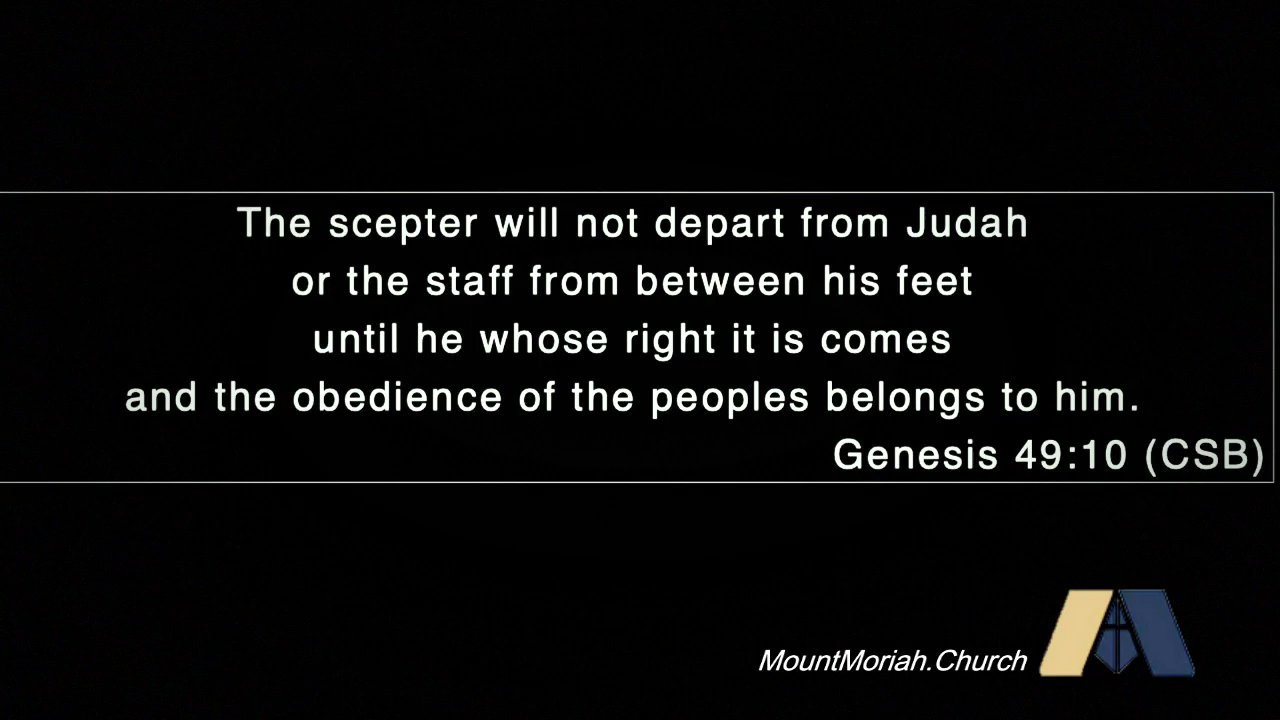 The scepter will not depart from Judah
or the staff from between his feet
until he whose right it is comes
and the obedience of the peoples belongs to him.
Genesis 49:10 (CSB)
MountMoriah.Church